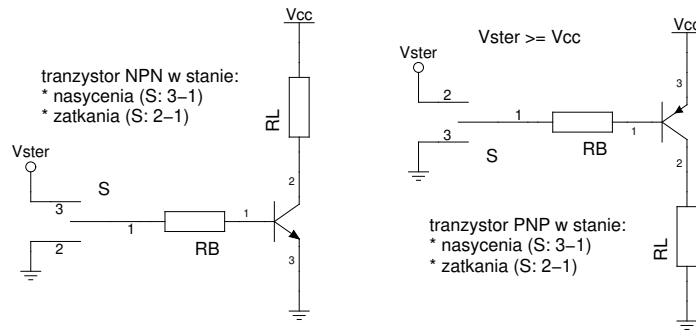 Vcc
tranzystor NPN w stanie:
* nasycenia (S: 3−1)
* zatkania (S: 2−1)
RL
Vster
S
2
3
1
1
RB
2
3
Vcc
Vster >= Vcc
Vster
2
3
1
3
1
S
RB
2
tranzystor PNP w stanie:
* nasycenia (S: 3−1)
* zatkania (S: 2−1)
RL